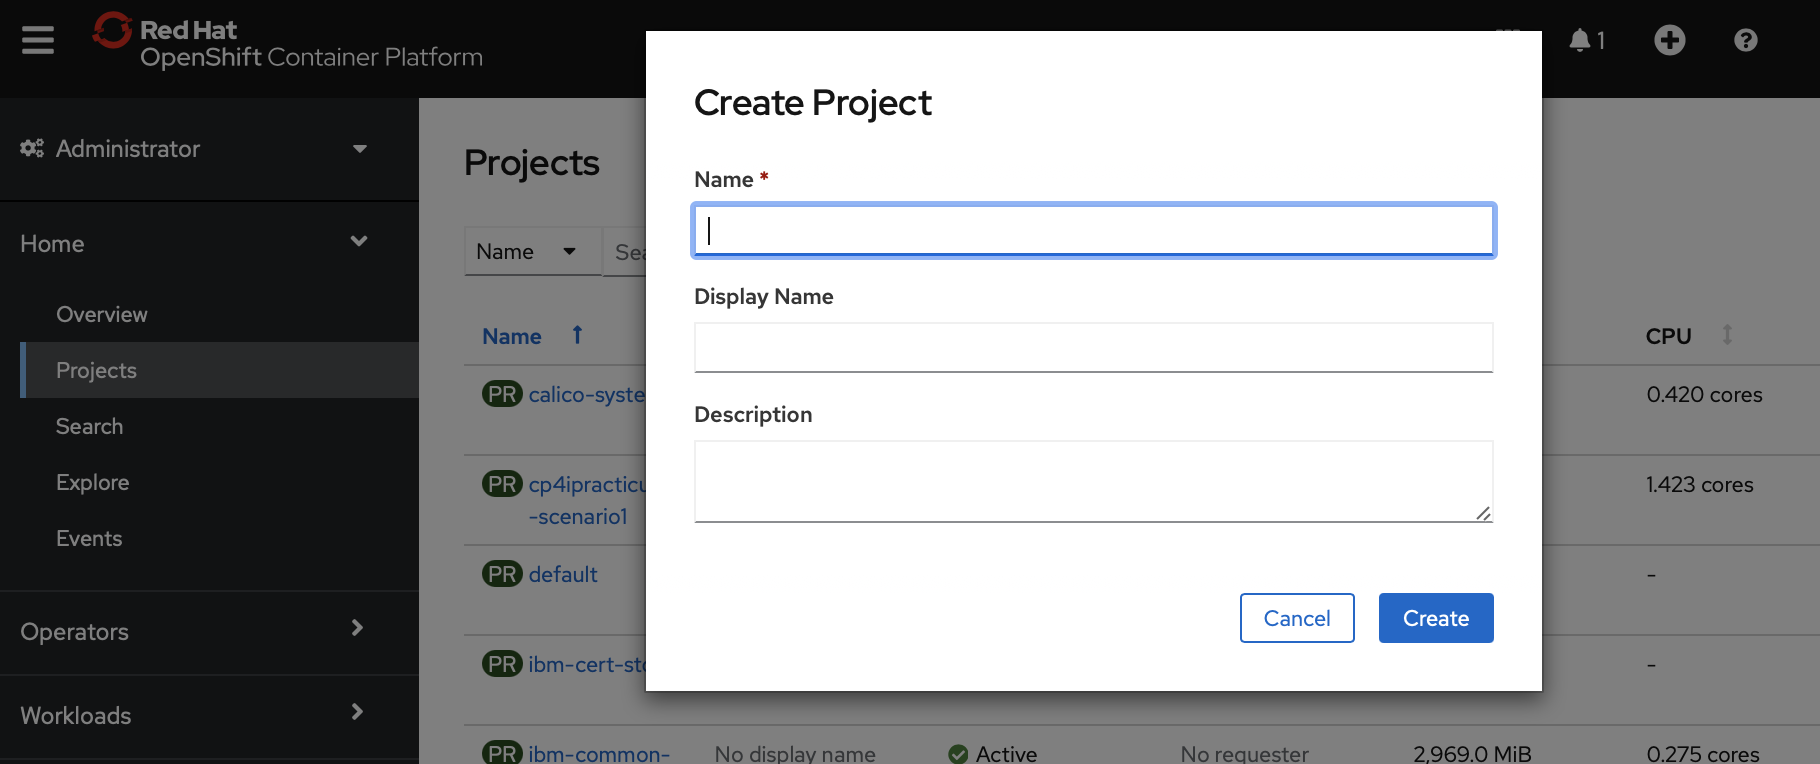 Red Hat
OpenShift Container Platform
1
Administrator
Home
Overview
Projects
Search
Explore
Events
Operators
Workloads
Projects
Name
Name
CPU
PR calico-syste
0.420 cores
PR cp4ipracticu
-scenario1
1.423 cores
PR default
-
PR ibm-cert-sto
-
PR ibm-common-
No display name
Active
No requester
2,969.0 MiB
0.275 cores
Create Project
Name *
Display Name
Description
Cancel
Create